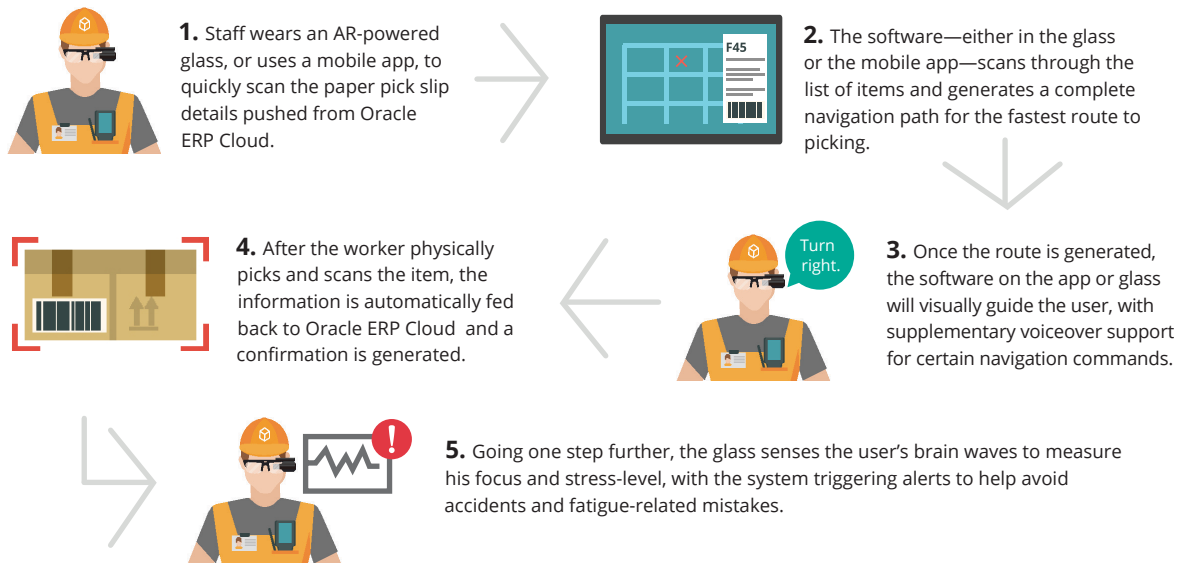 1. Staff wears an AR-powered
glass, or uses a mobile app, to
quickly scan the paper pick slip
details pushed from Oracle
ERP Cloud.
F45
2. The software—either in the glass
or the mobile app—scans through the
list of items and generates a complete
navigation path for the fastest route to
picking.
Turn
right.
3. Once the route is generated,
the software on the app or glass
will visually guide the user, with
supplementary voiceover support
for certain navigation commands.
4. After the worker physically
picks and scans the item, the
information is automatically fed
back to Oracle ERP Cloud and a
confirmation is generated.
!
5. Going one step further, the glass senses the user’s brain waves to measure
his focus and stress-level, with the system triggering alerts to help avoid
accidents and fatigue-related mistakes.